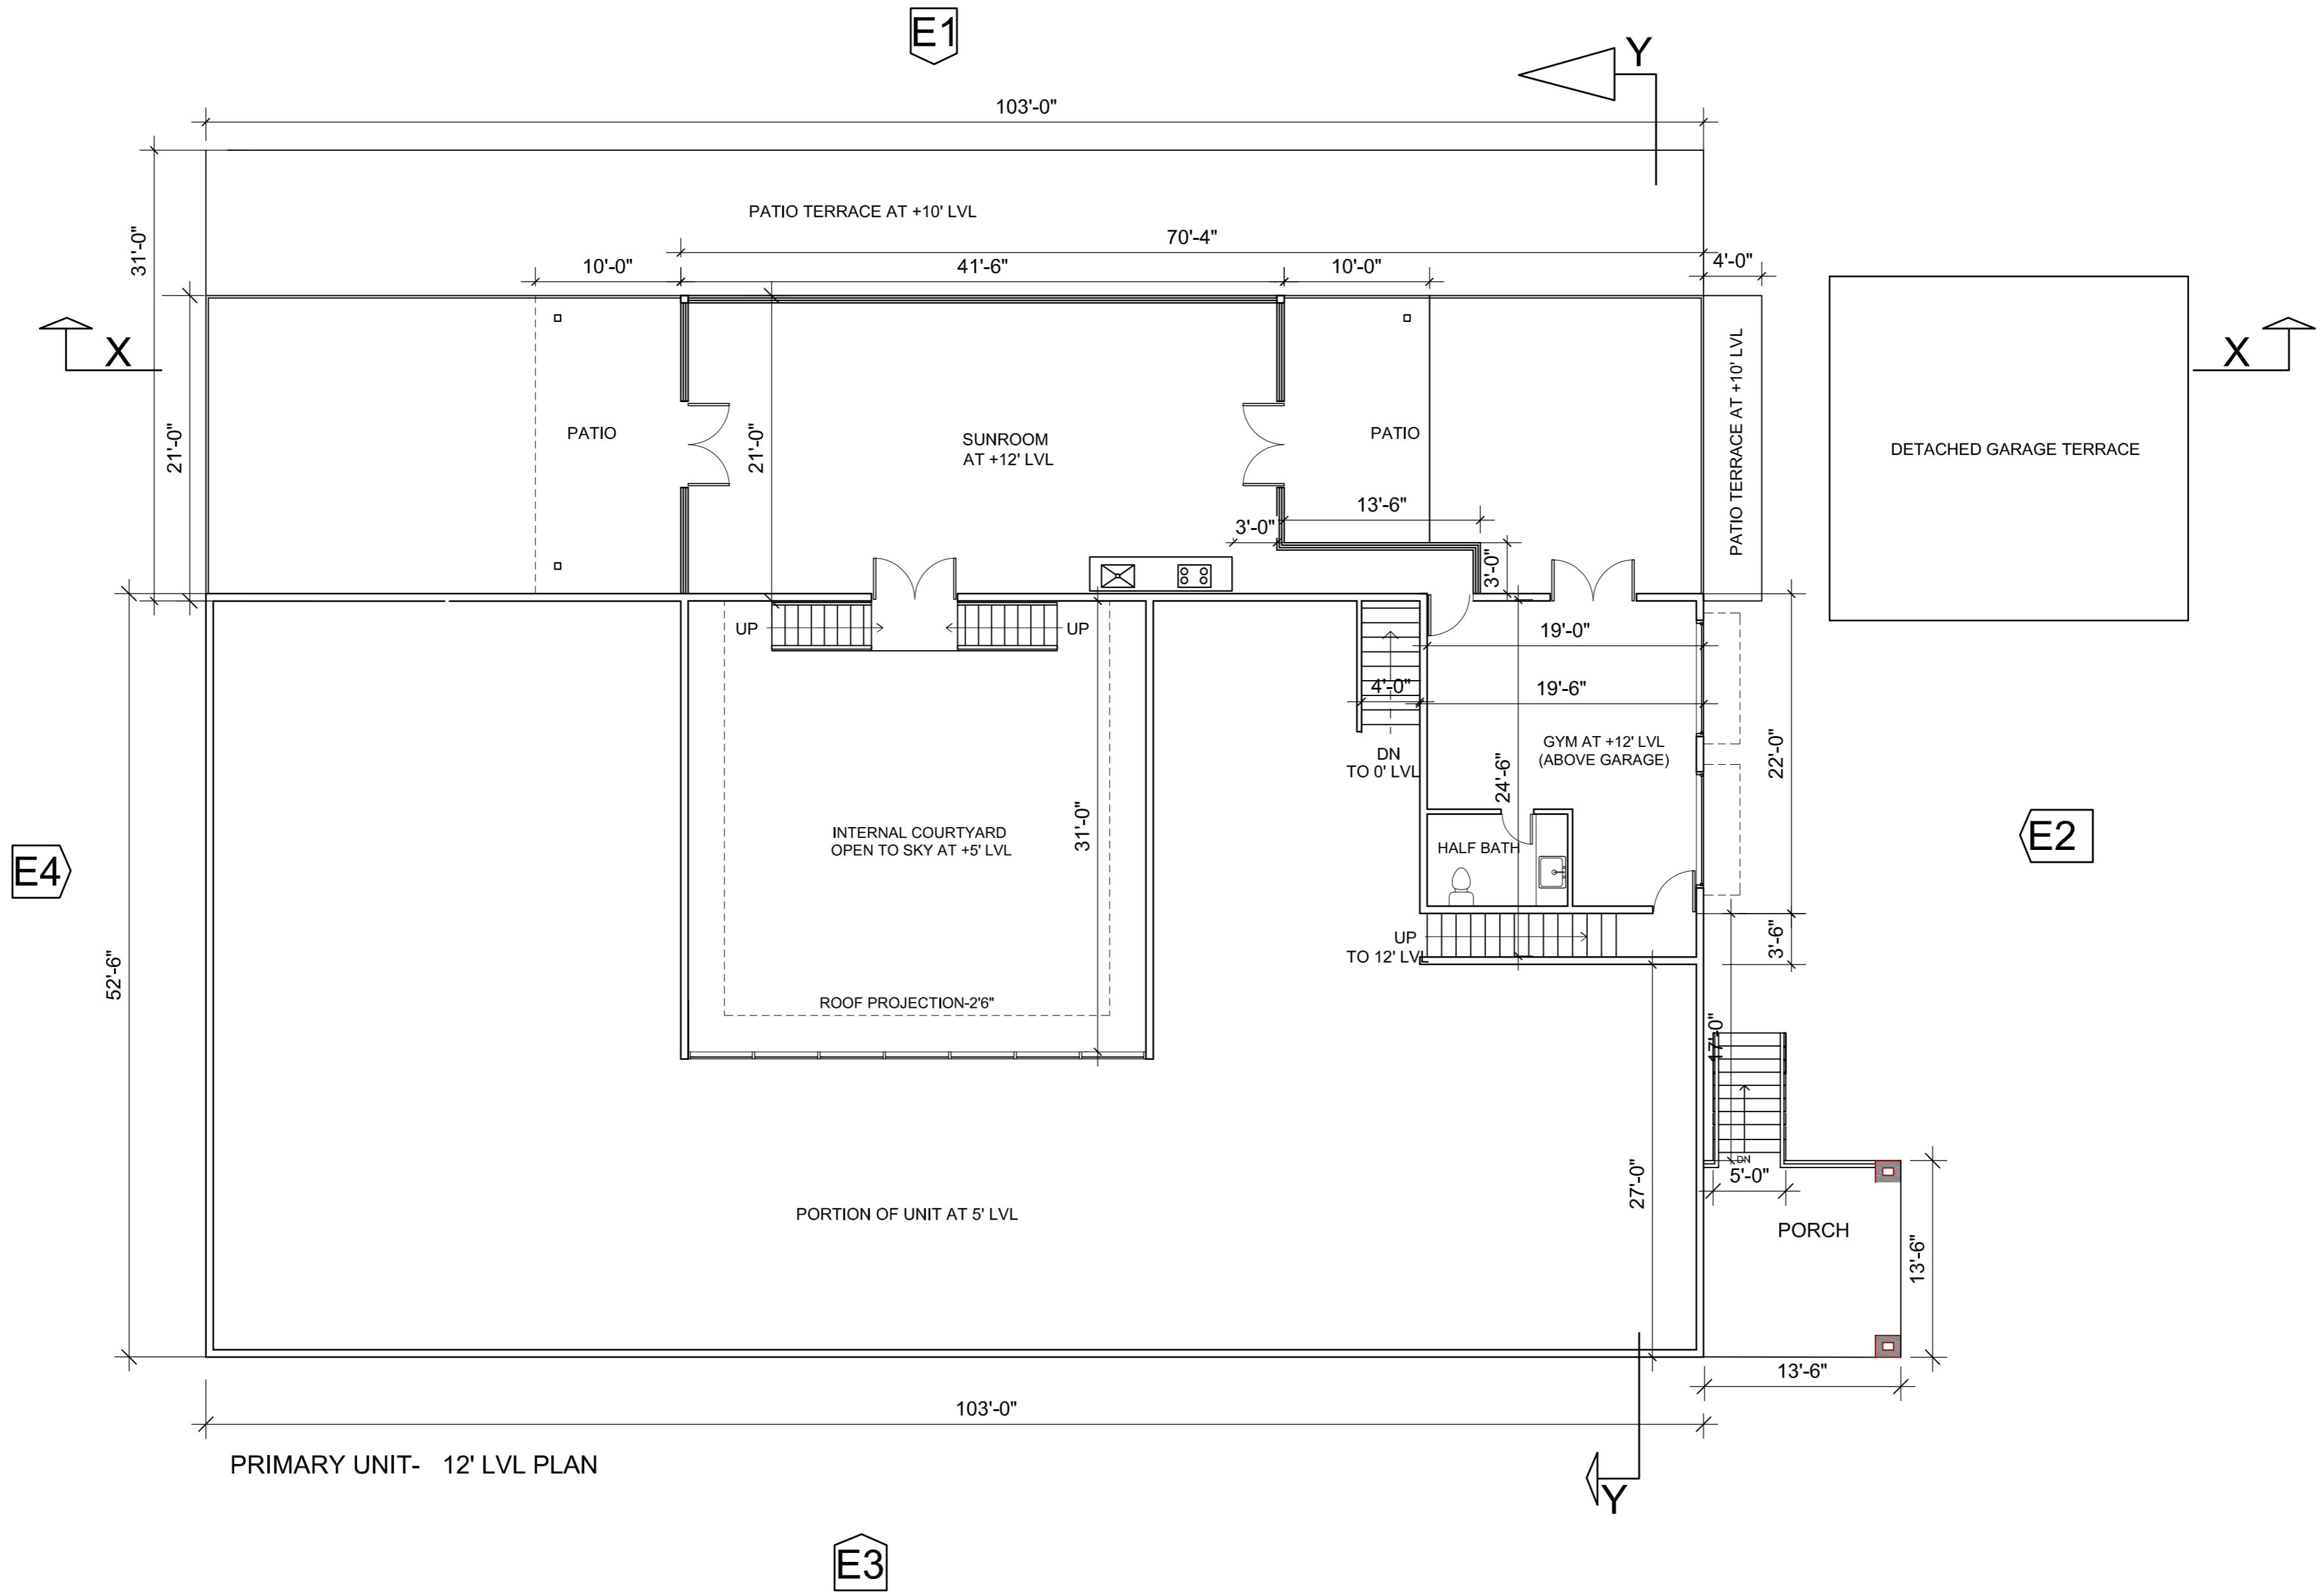 E1
Y
103'-0"
PATIO TERRACE AT +10' LVL
31'-0"
70'-4"
10'-0"
41'-6"
10'-0"
4'-0"
X
X
PATIO TERRACE AT +10' LVL
21'-0"
PATIO
21'-0"
SUNROOM
AT +12' LVL
PATIO
DETACHED GARAGE TERRACE
13'-6"
3'-0"
3'-0"
UP
UP
19'-0"
4'-0"
19'-6"
DN
TO 0' LVL
GYM AT +12' LVL
(ABOVE GARAGE)
24'-6"
22'-0"
31'-0"
INTERNAL COURTYARD
OPEN TO SKY AT +5' LVL
HALF BATH
E2
E4
UP
TO 12' LVL
3'-6"
52'-6"
ROOF PROJECTION-2'6"
17'-0"
DN
5'-0"
27'-0"
PORTION OF UNIT AT 5' LVL
PORCH
13'-6"
13'-6"
103'-0"
PRIMARY UNIT- 12' LVL PLAN
Y
E3